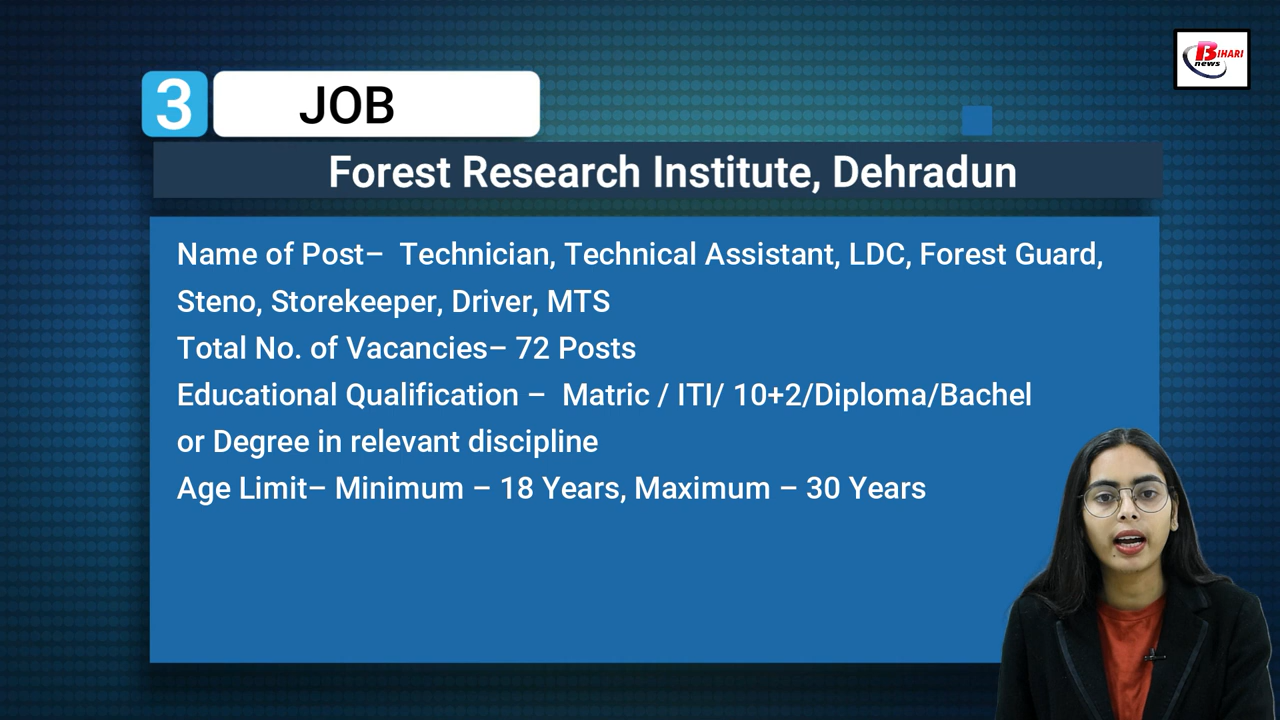 BIHARI
news
3 JOB
Forest Research Institute, Dehradun
Name of Post– Technician, Technical Assistant, LDC, Forest Guard,
Steno, Storekeeper, Driver, MTS
Total No. of Vacancies– 72 Posts
Educational Qualification – Matric / ITI/ 10+2/Diploma/Bachel
or Degree in relevant discipline
Age Limit– Minimum – 18 Years, Maximum – 30 Years